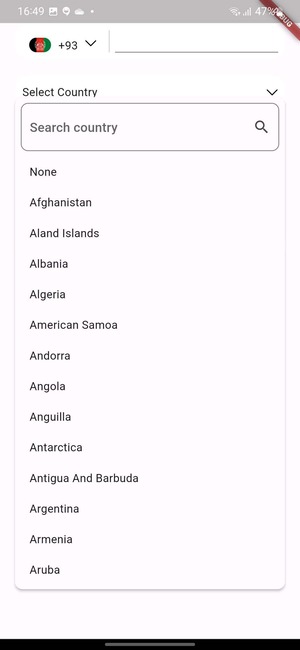 16:49
47%
DEBUG
+93
Select Country
Search country
None
Afghanistan
Aland Islands
Albania
Algeria
American Samoa
Andorra
Angola
Anguilla
Antarctica
Antigua And Barbuda
Argentina
Armenia
Aruba